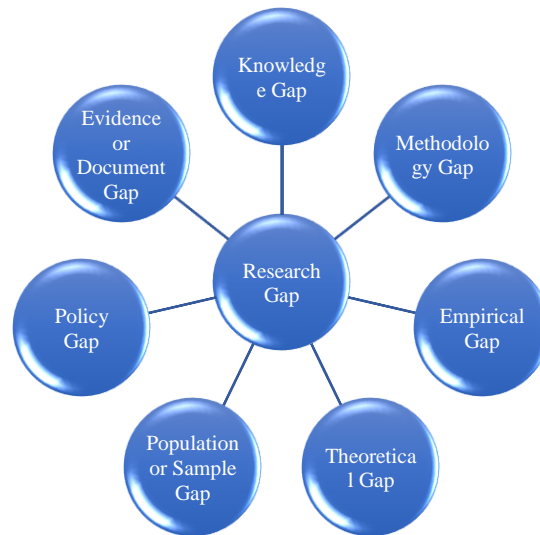 Knowledg
e Gap
Evidence
or
Document
Gap
Methodolo
gy Gap
Research
Gap
Policy
Gap
Empirical
Gap
Population
or Sample
Gap
Theoretica
l Gap